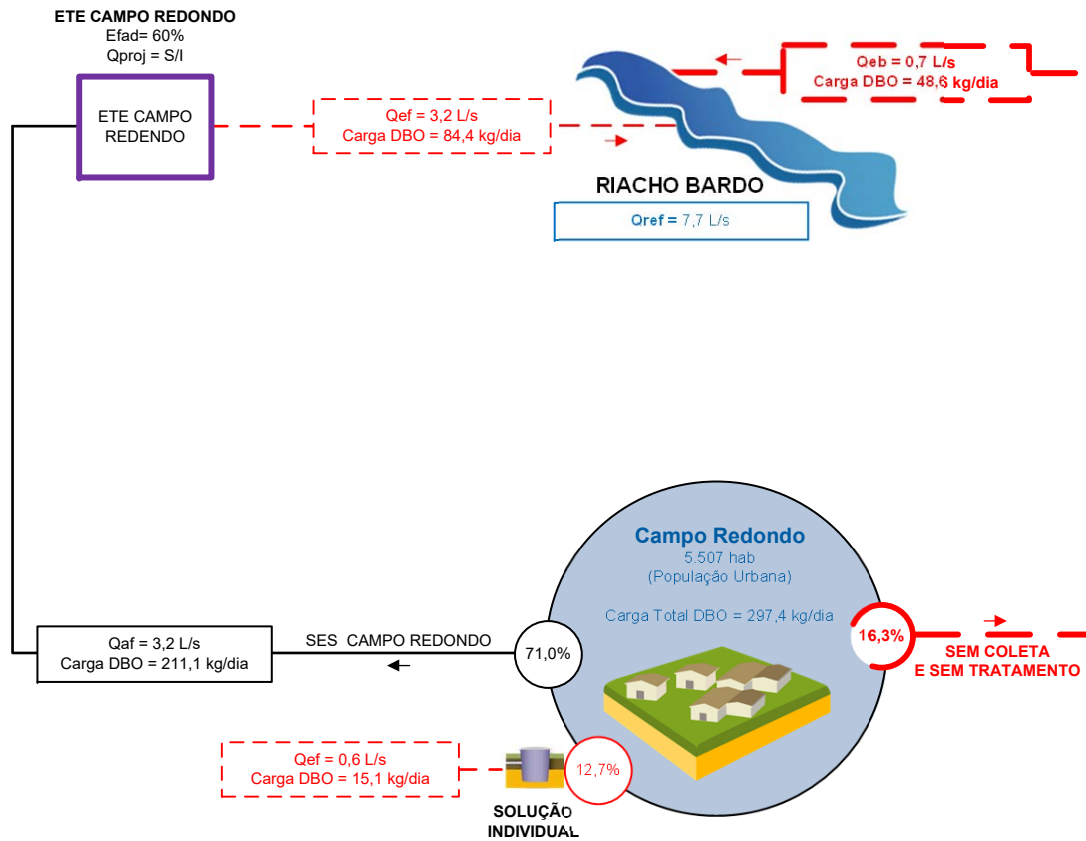 ETE CAMPO REDONDO
Efad= 60%
Qproj = S/I
ETE CAMPO
REDENDO
Qef = 3,2 L/s
Carga DBO = 84,4 kg/dia
Qeb = 0,7 L/s
Carga DBO = 48,6 kg/dia
RIACHO BARDO
Qref = 7,7 L/s
Campo Redondo
5.507 hab
(População Urbana)
Carga Total DBO = 297,4 kg/dia
16,3%
SEM COLETA
E SEM TRATAMENTO
Qaf = 3,2 L/s
Carga DBO = 211,1 kg/dia
SES CAMPO REDONDO
71,0%
Qef = 0,6 L/s
Carga DBO = 15,1 kg/dia
12,7%
SOLUÇÃO
INDIVIDUAL